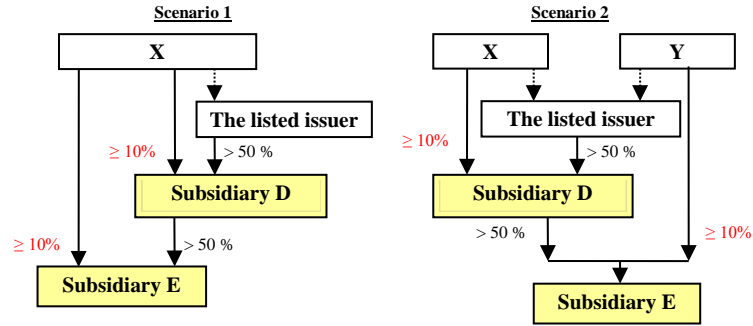 Scenario 1
X
The listed issuer
≥ 10%
> 50 %
Subsidiary D
≥ 10%
> 50 %
Subsidiary E
Scenario 2
X
Y
The listed issuer
≥ 10%
> 50 %
Subsidiary D
> 50 %
≥ 10%
Subsidiary E